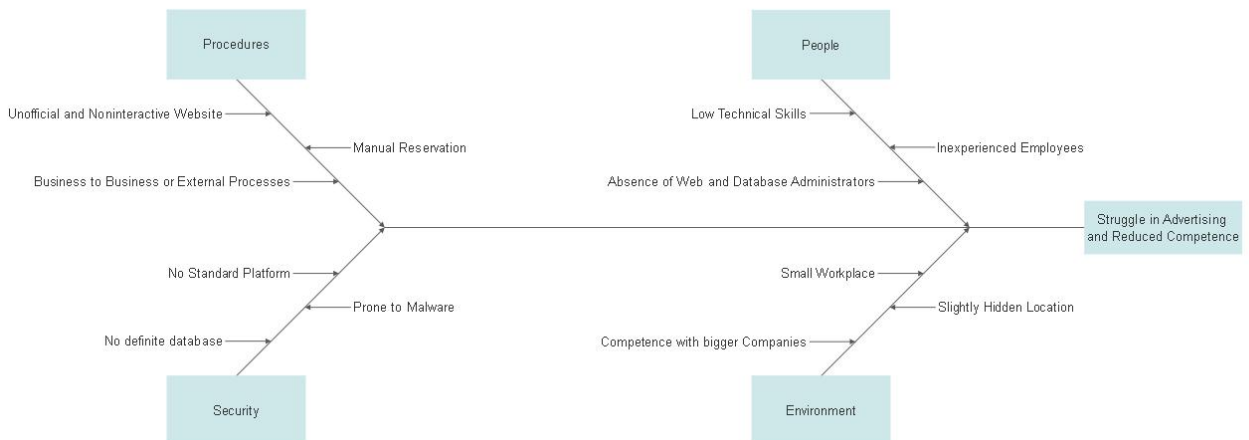 Procedures
People
Unofficial and Noninteractive Website
Low Technical Skills
Manual Reservation
Inexperienced Employees
Business to Business or External Processes
Absence of Web and Database Administrators
Struggle in Advertising
and Reduced Competence
No Standard Platform
Small Workplace
Prone to Malware
Slightly Hidden Location
No definite database
Competence with bigger Companies
Security
Environment